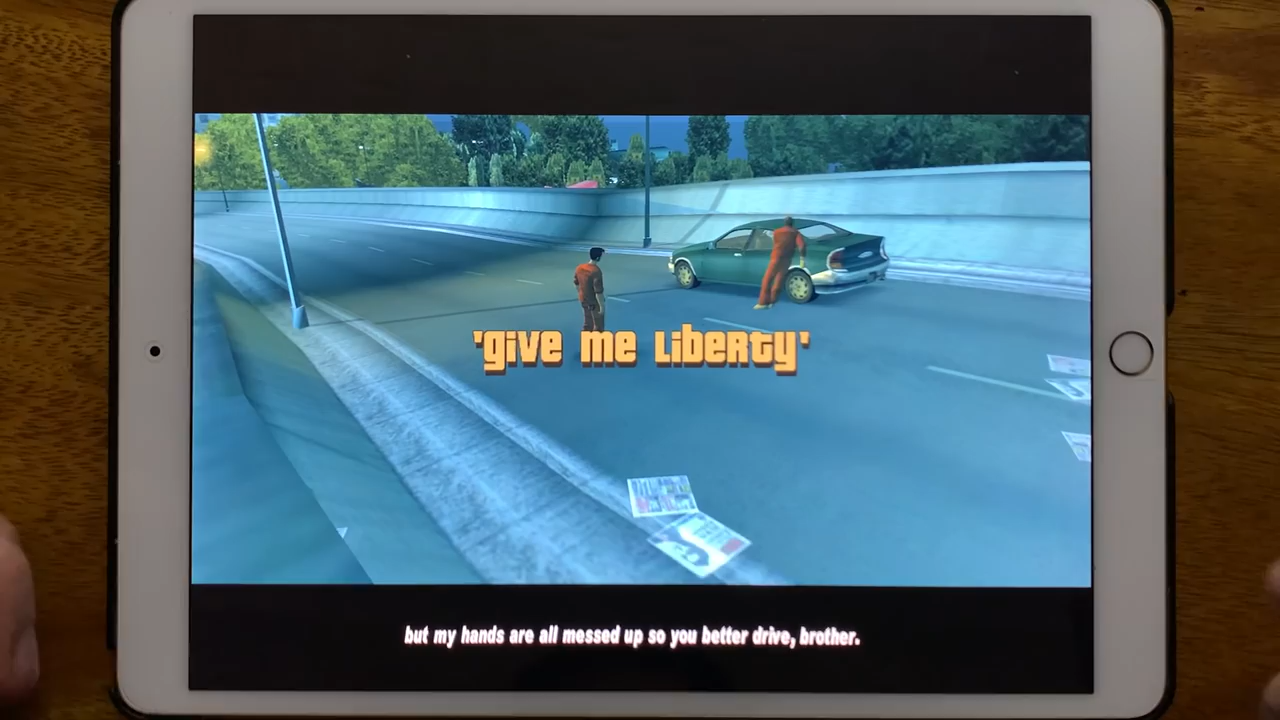 'give me liberty'
but my hands are all messed up so you better drive, brother.